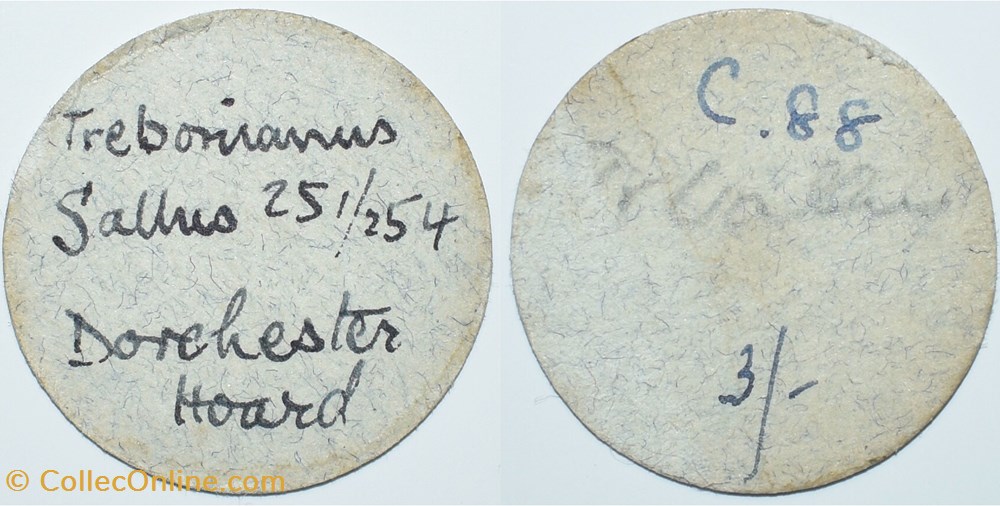 Trebonianus
Gallus 251/254
Dorchester
Hoard
C.88
3/-
© CollecOnline.com